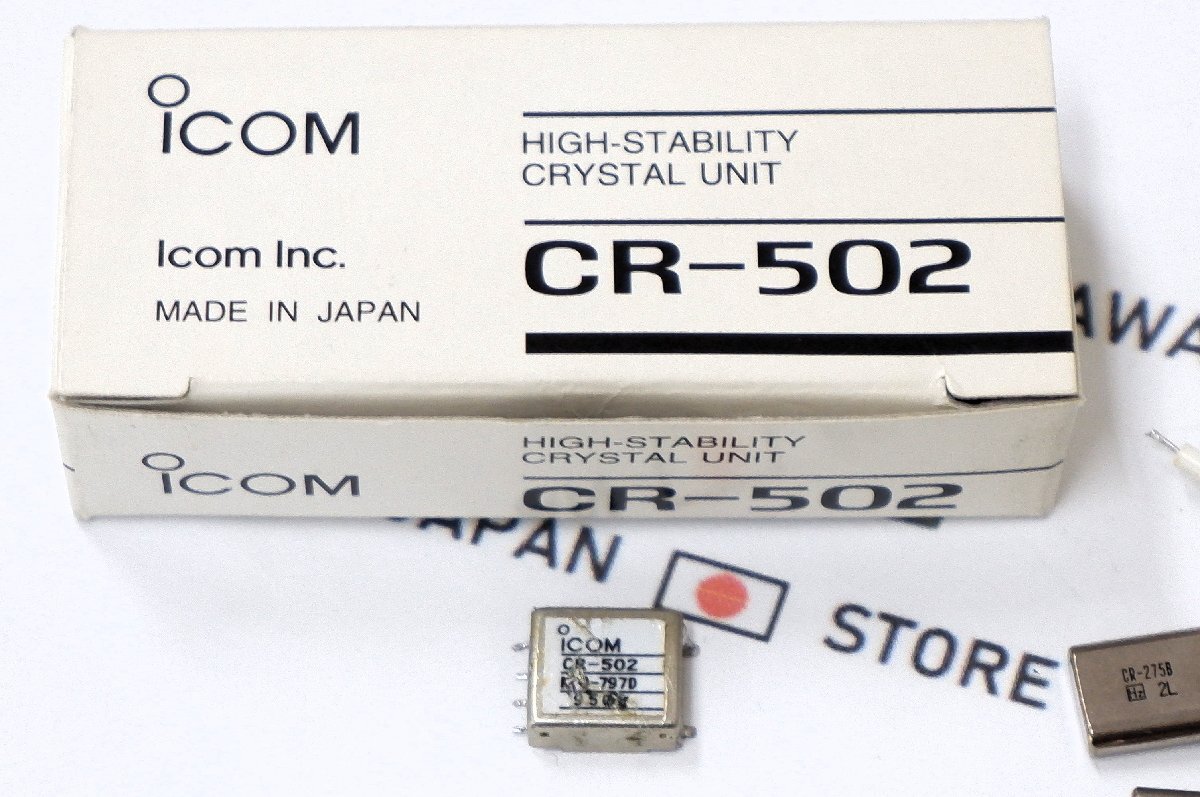 ICOM
HIGH-STABILITY
CRYSTAL UNIT
Icom Inc.
CR-502
MADE IN JAPAN
ICOM
HIGH-STABILITY
CRYSTAL UNIT
CR-502
JAPAN
STORE
ICOM
CR-502
-797D
CR-275B
2L